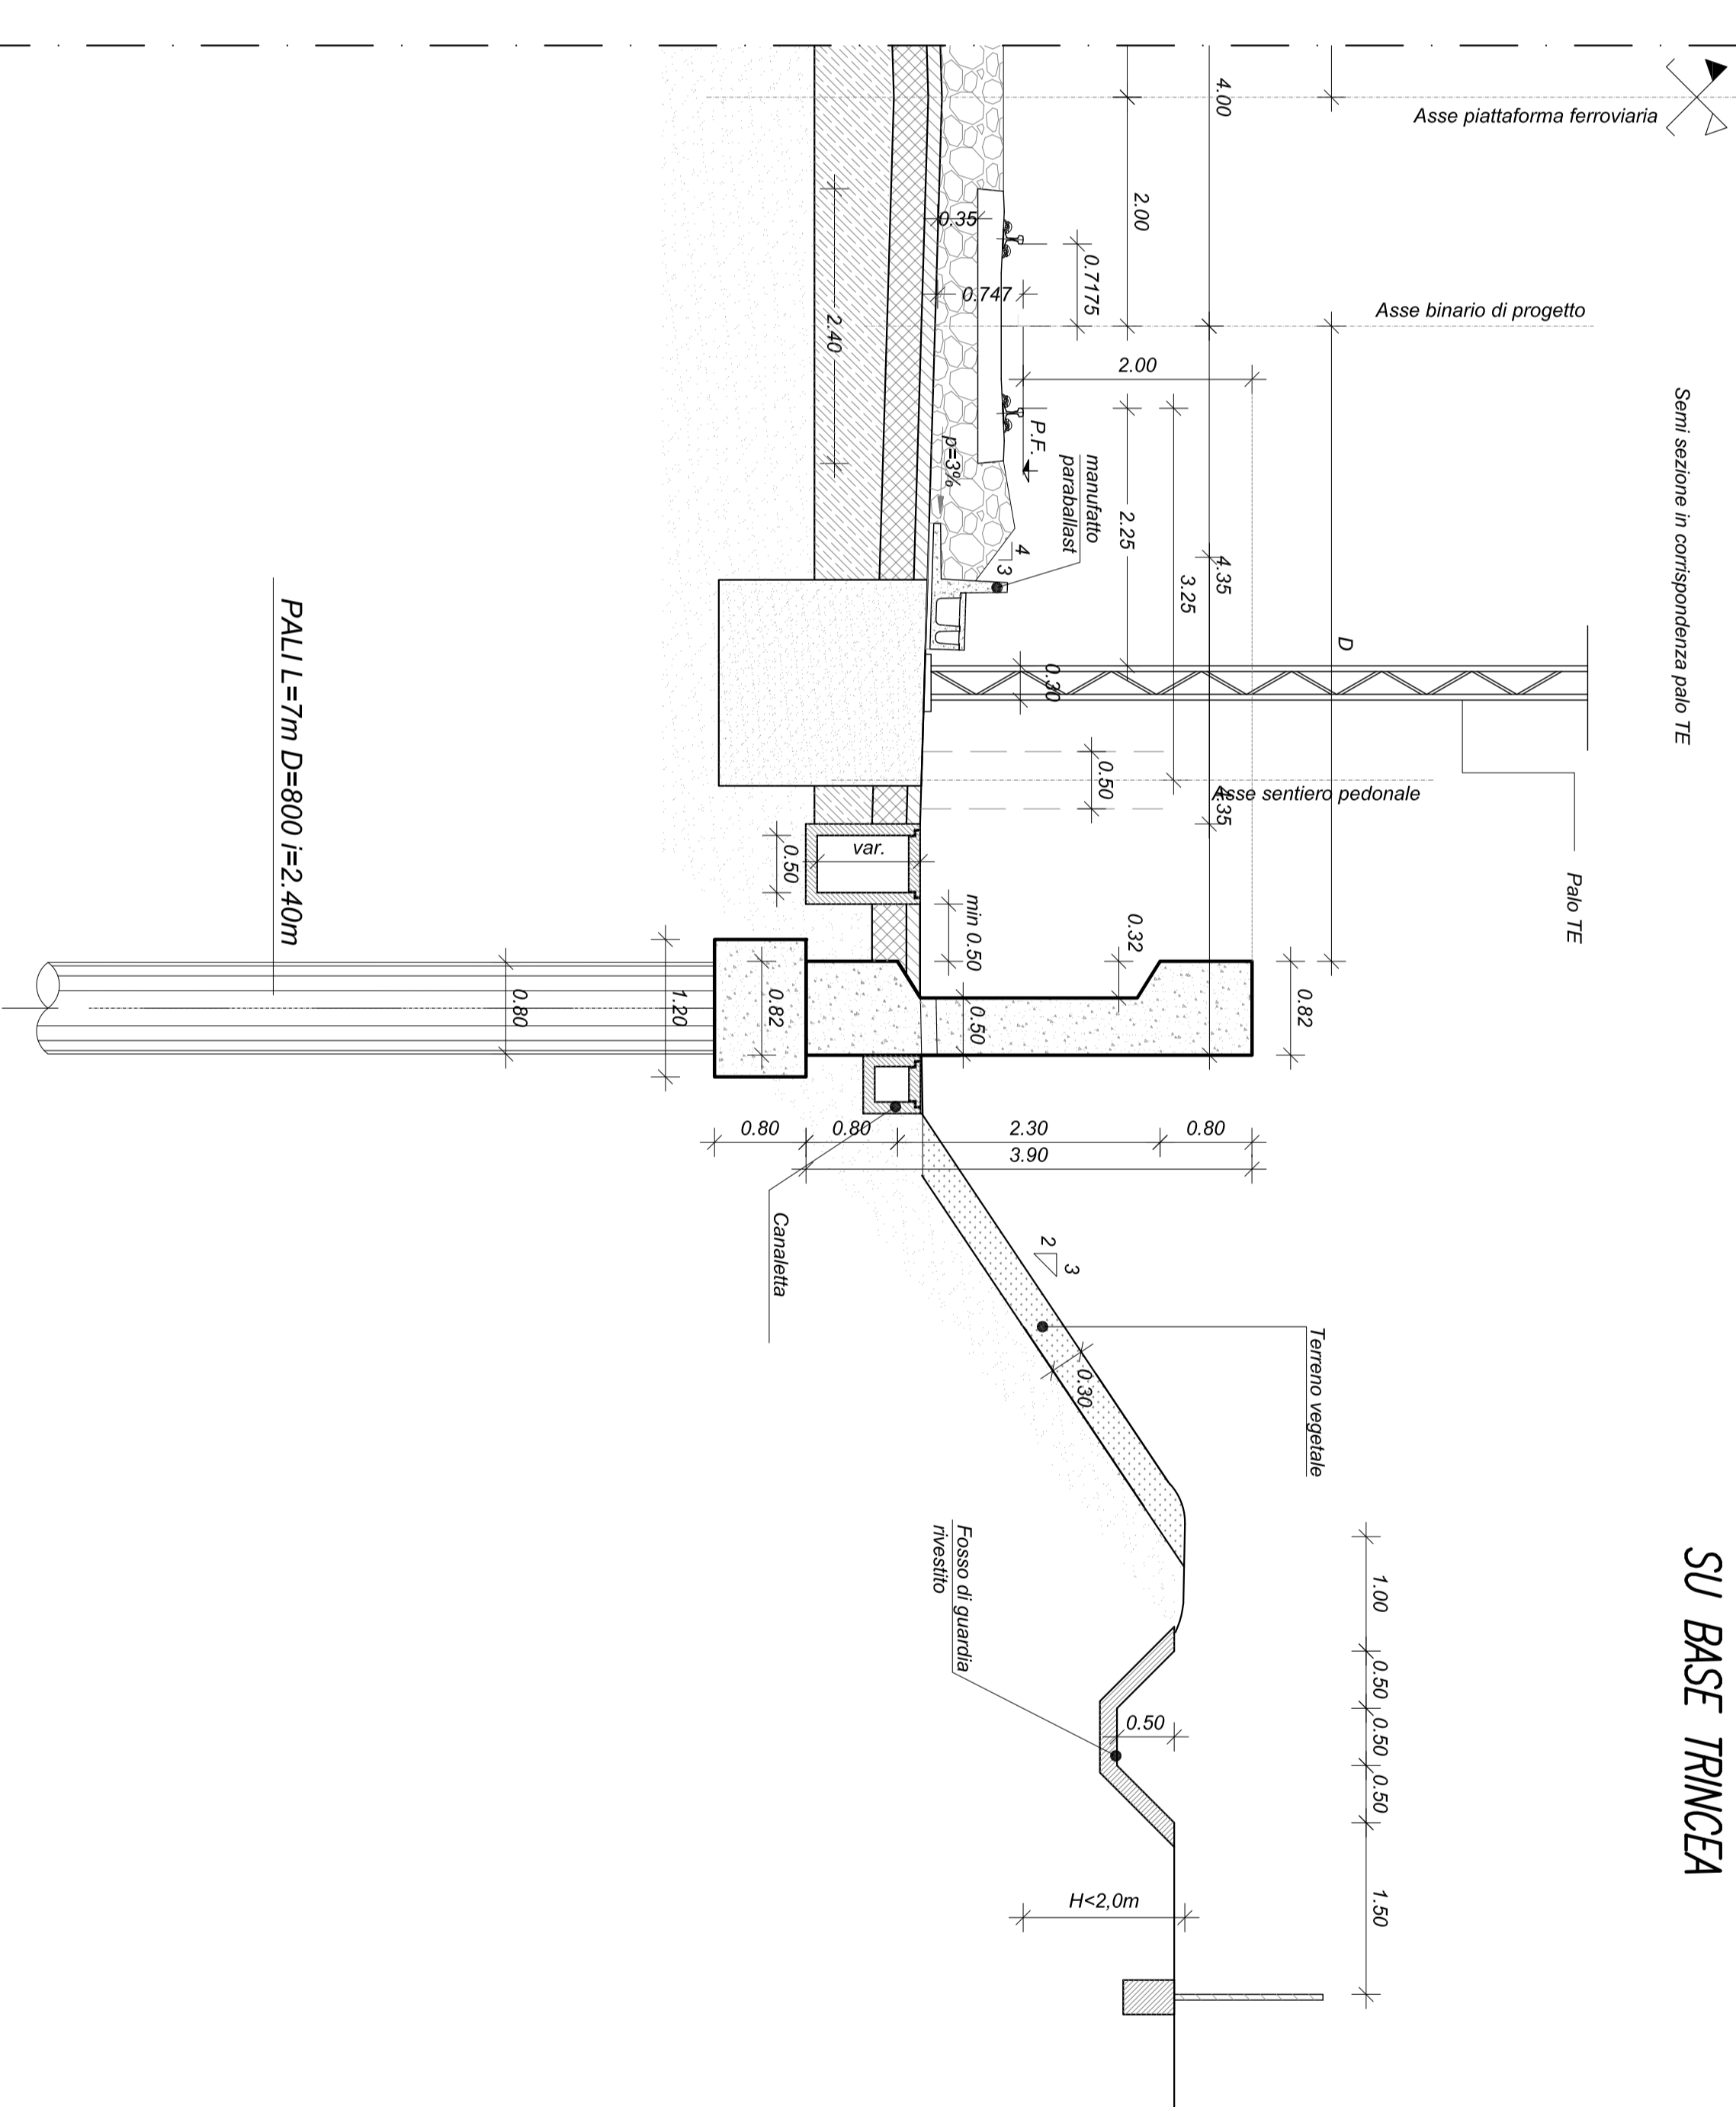 SU BASE TRINCEA
Semi sezione in corrispondenza palo TE
Asse piattaforma ferroviaria
Asse binario di progetto
Palo TE
D
4.00
2.00
0.7175
0.35
0.747
2.40
2.00
P.F.
p=3%
manufatto
paraballast
4
3
2.25
3.25
4.35
0.30
0.50
Asse sentiero pedonale
4.35
var.
0.50
min 0.50
0.32
0.82
0.50
0.82
1.20
0.80
PALI L=7m D=800 i=2.40m
0.80
0.80
2.30
0.80
3.90
Canaletta
2
3
0.30
Terreno vegetale
Fosso di guardia
rivestito
1.00
0.50
0.50
0.50
1.50
0.50
H<2,0m